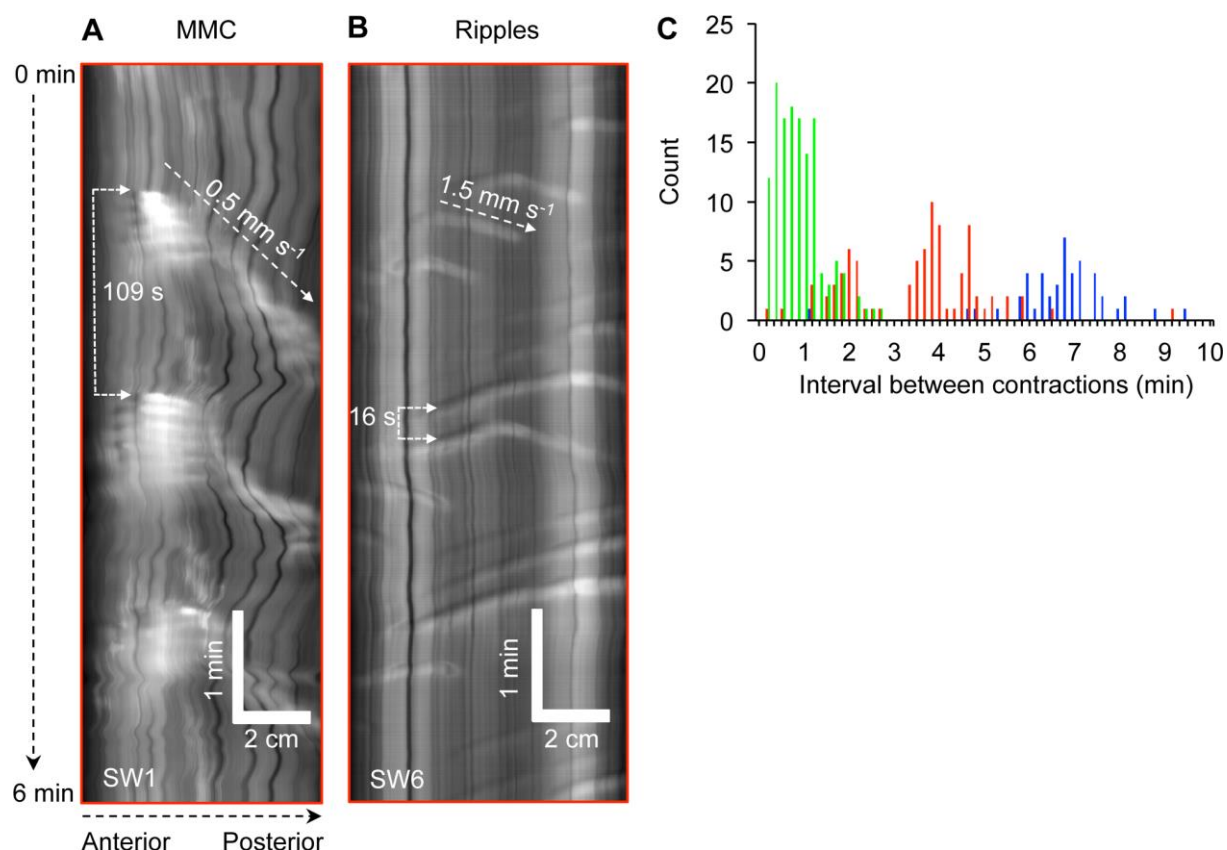 A MMC
B Ripples
C
0 min
6 min
Anterior Posterior
0.5 mm s⁻¹
109 s
1 min
2 cm
SW1
1.5 mm s⁻¹
16 s
1 min
2 cm
SW6
25
20
15
10
5
0
Count
0 1 2 3 4 5 6 7 8 9 10
Interval between contractions (min)